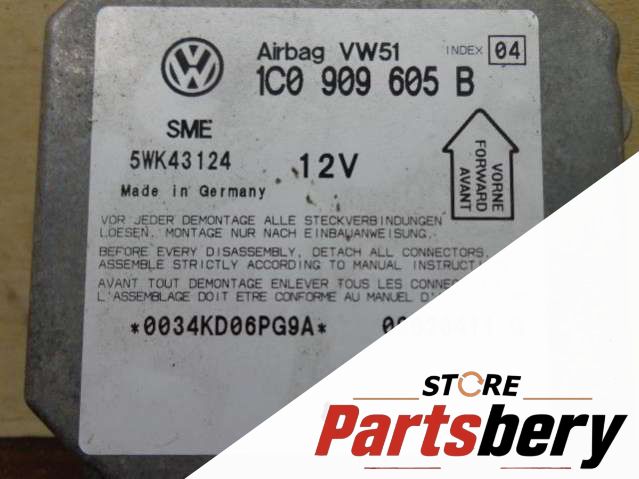 Airbag VW51 INDEX 04
1C0 909 605 B
SME
5WK43124 12V
Made in Germany
VORNE
FORWARD
AVANT
VOR JEDER DEMONTAGE ALLE STECKVERBINDUNGEN
LOESEN. MONTAGE NUR NACH EINBAUANWEISUNG.
BEFORE EVERY DISASSEMBLY, DETACH ALL CONNECTORS,
ASSEMBLE STRICTLY ACCORDING TO MANUAL INSTRUCT
AVANT TOUT DEMONTAGE ENLEVER TOUS LES
L'ASSEMBLAGE DOIT ETRE CONFORME AU MANUEL
*0034KD06PG9A*
STORE
Partsbery